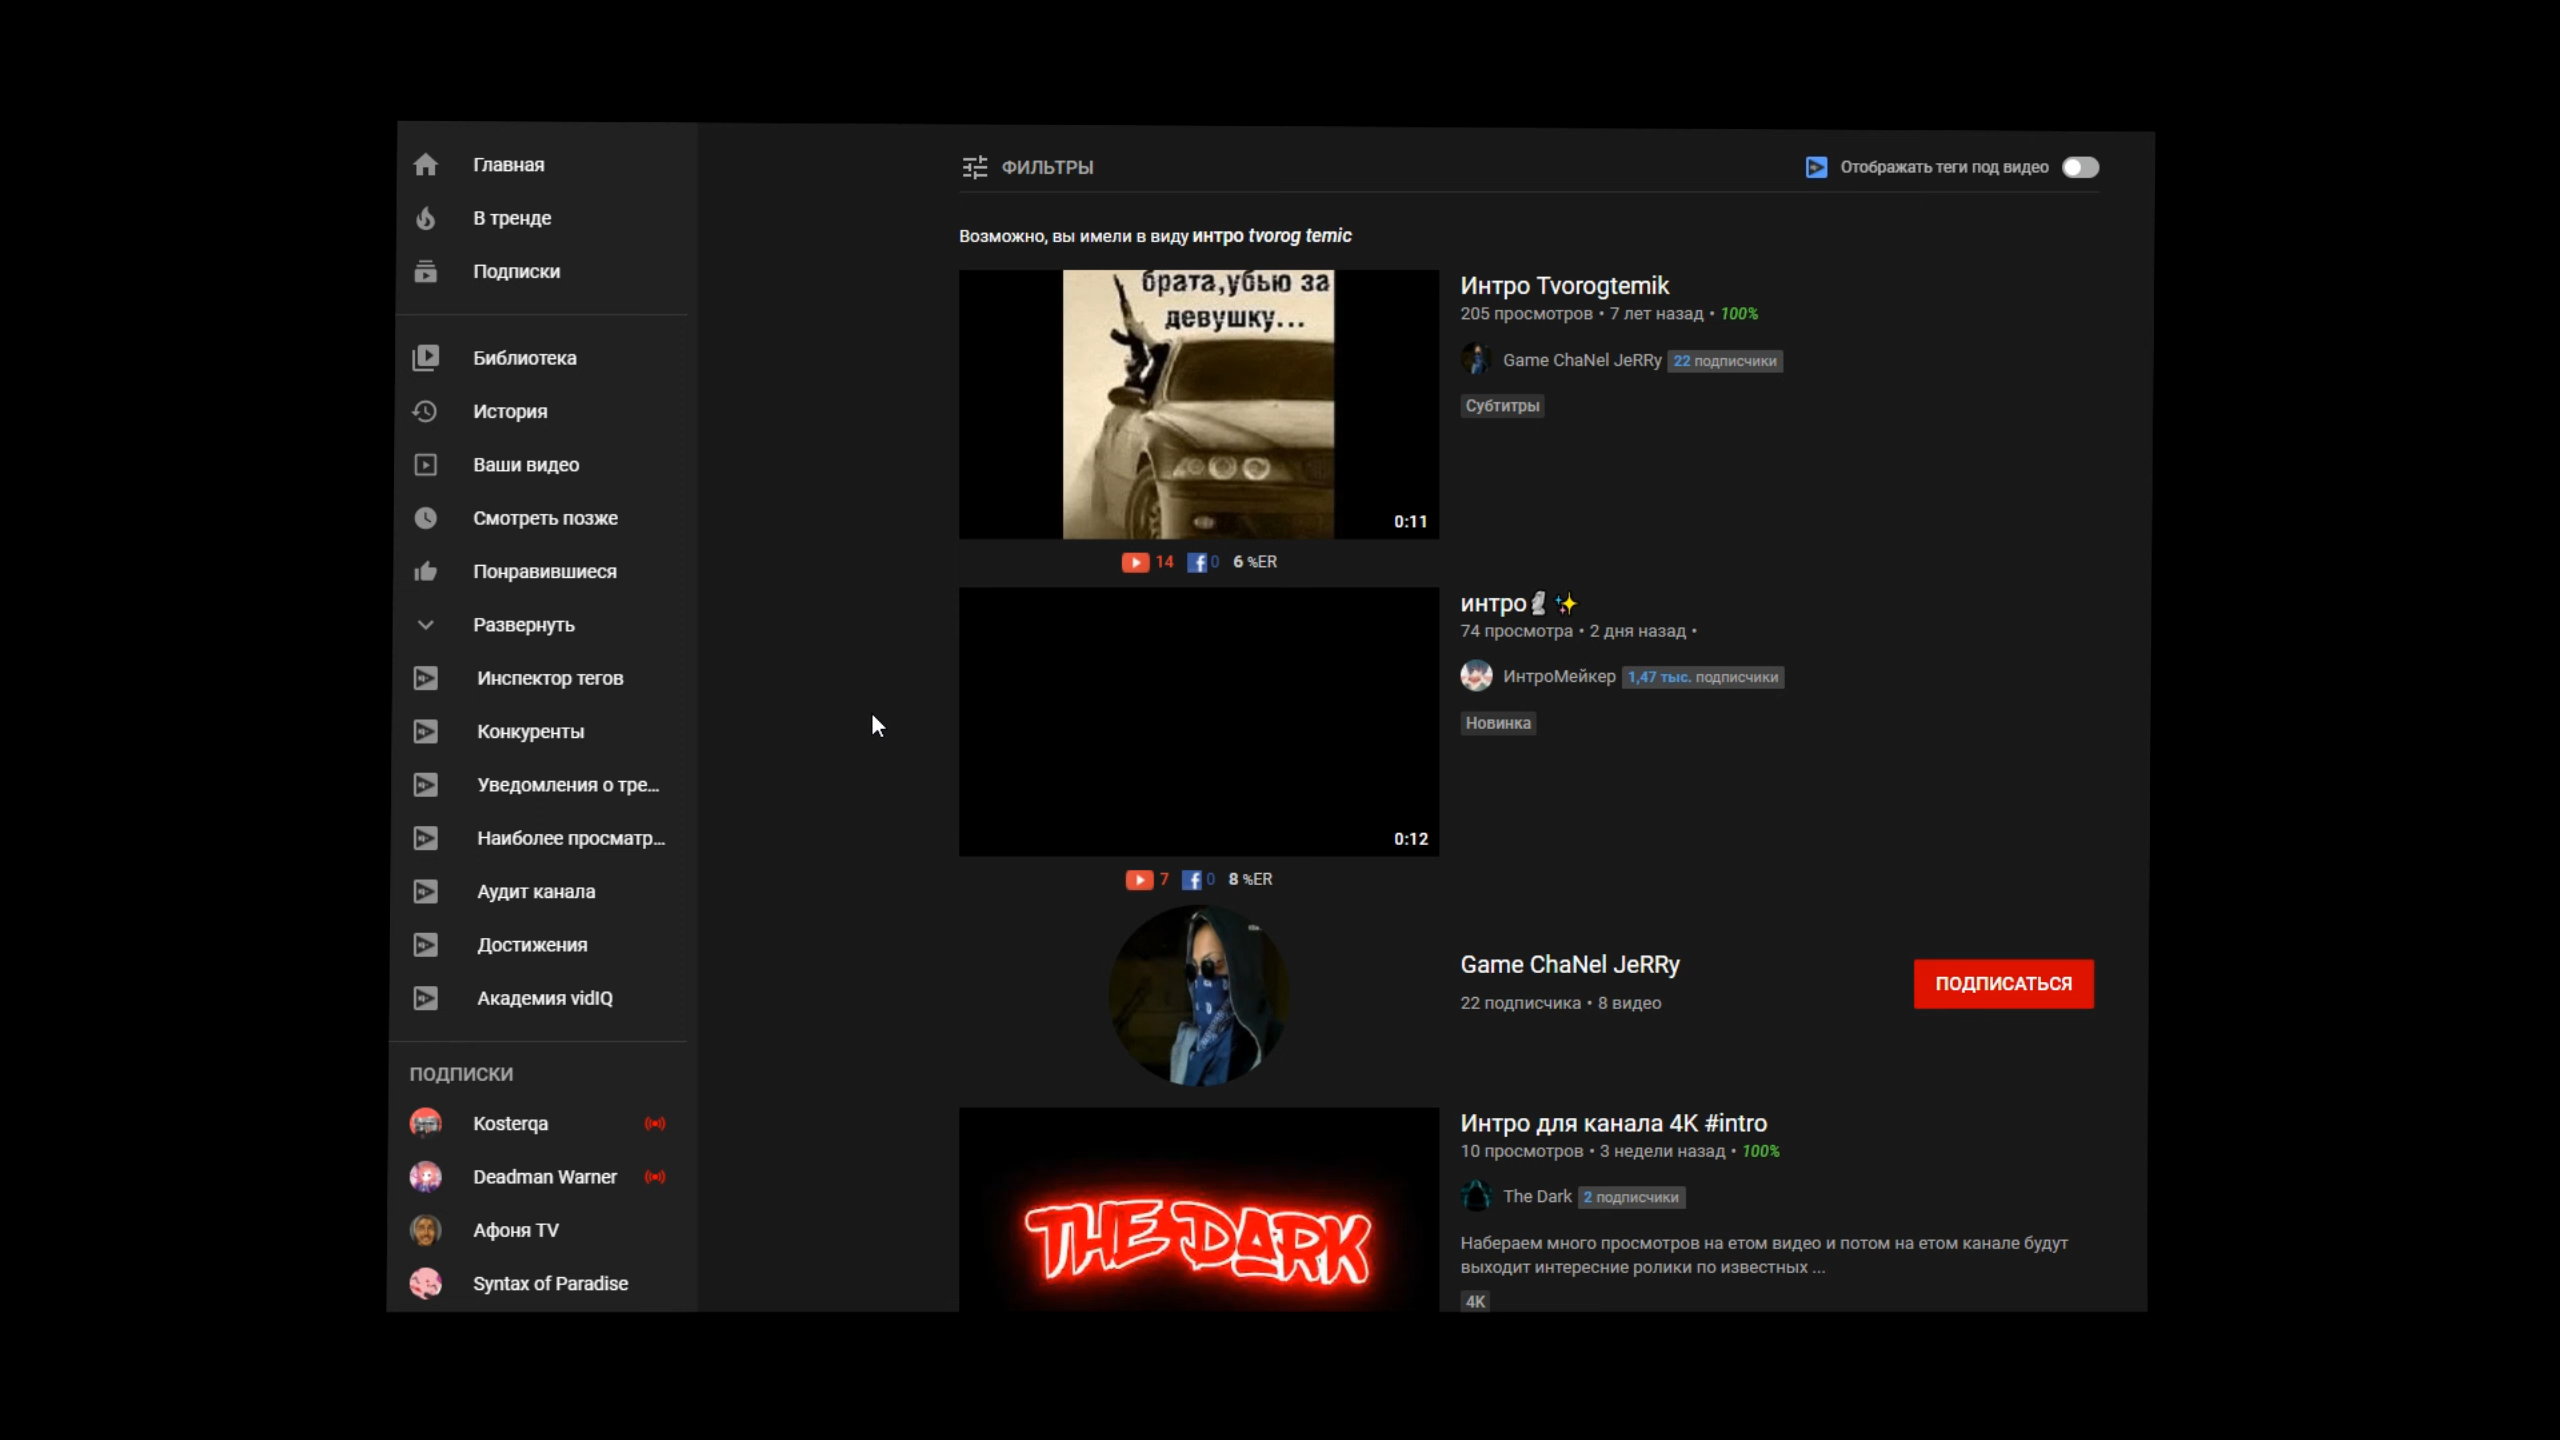 Главная
В тренде
Подписки
Библиотека
История
Ваши видео
Смотреть позже
Понравившиеся
Развернуть
Инспектор тегов
Конкуренты
Уведомления о тре...
Наиболее просматр...
Аудит канала
Достижения
Академия vidIQ
ПОДПИСКИ
Kosterqa
Deadman Warner
Афоня TV
Syntax of Paradise
ФИЛЬТРЫ
Отображать теги под видео
Возможно, вы имели в виду интро tvorog temic
брата,убью за
девушку...
0:11
14 0 6 %ER
Интро Tvorogtemik
205 просмотров • 7 лет назад • 100%
Game ChaNel JeRRy 22 подписчики
Субтитры
0:12
7 0 8 %ER
интро🗿✨
74 просмотра • 2 дня назад •
ИнтроМейкер 1,47 тыс. подписчики
Новинка
Game ChaNel JeRRy
22 подписчика • 8 видео
ПОДПИСАТЬСЯ
THE DARK
Интро для канала 4K #intro
10 просмотров • 3 недели назад • 100%
The Dark 2 подписчики
Набераем много просмотров на етом видео и потом на етом канале будут
выходит интересние ролики по известных ...
4K